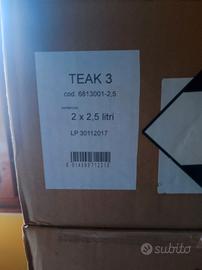 TEAK 3
cod. 6813001-2,5
2 x 2,5 litri
LP 30112017
subito